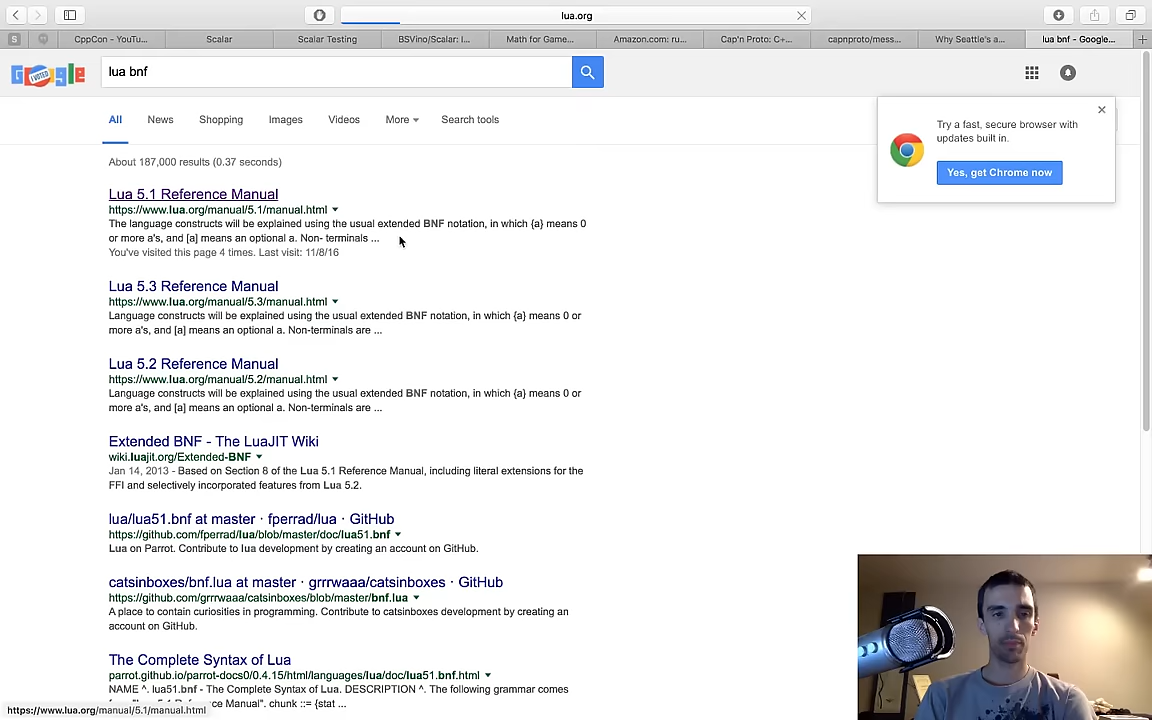 lua.org
S
CppCon - YouTu...
Scalar
Scalar Testing
BSVino/Scalar: I...
Math for Game...
Amazon.com: ru...
Cap'n Proto: C+...
capnproto/mess...
Why Seattle's a...
lua bnf - Google...
Google
I VOTED
lua bnf
All
News
Shopping
Images
Videos
More
Search tools
Try a fast, secure browser with
updates built in.
Yes, get Chrome now
About 187,000 results (0.37 seconds)
Lua 5.1 Reference Manual
https://www.lua.org/manual/5.1/manual.html
The language constructs will be explained using the usual extended BNF notation, in which {a} means 0
or more a's, and [a] means an optional a. Non- terminals ...
You've visited this page 4 times. Last visit: 11/8/16
Lua 5.3 Reference Manual
https://www.lua.org/manual/5.3/manual.html
Language constructs will be explained using the usual extended BNF notation, in which {a} means 0 or
more a's, and [a] means an optional a. Non-terminals are ...
Lua 5.2 Reference Manual
https://www.lua.org/manual/5.2/manual.html
Language constructs will be explained using the usual extended BNF notation, in which {a} means 0 or
more a's, and [a] means an optional a. Non-terminals are ...
Extended BNF - The LuaJIT Wiki
wiki.luajit.org/Extended-BNF
Jan 14, 2013 - Based on Section 8 of the Lua 5.1 Reference Manual, including literal extensions for the
FFI and selectively incorporated features from Lua 5.2.
lua/lua51.bnf at master · fperrad/lua · GitHub
https://github.com/fperrad/lua/blob/master/doc/lua51.bnf
Lua on Parrot. Contribute to lua development by creating an account on GitHub.
catsinboxes/bnf.lua at master · grrrwaaa/catsinboxes · GitHub
https://github.com/grrrwaaa/catsinboxes/blob/master/bnf.lua
A place to contain curiosities in programming. Contribute to catsinboxes development by creating an
account on GitHub.
The Complete Syntax of Lua
parrot.github.io/parrot-docs0/0.4.15/html/languages/lua/doc/lua51.bnf.html
NAME ^. lua51.bnf - The Complete Syntax of Lua. DESCRIPTION ^. The following grammar comes
Reference Manual". chunk ::= {stat ...
https://www.lua.org/manual/5.1/manual.html